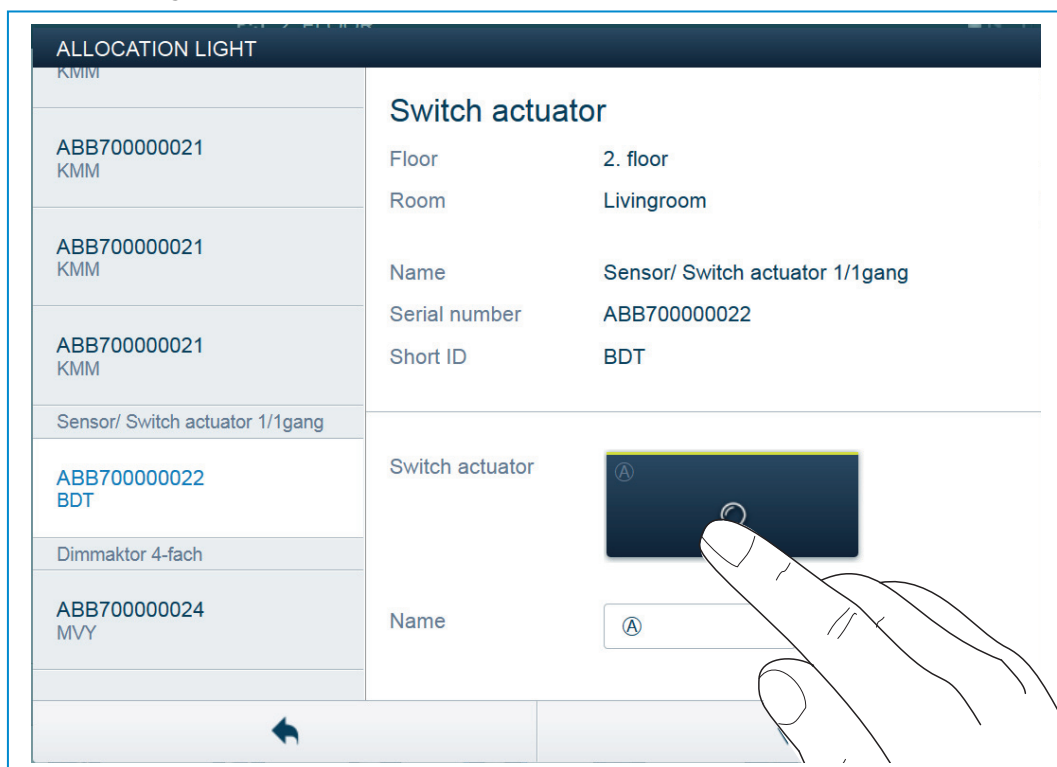 ALLOCATION LIGHT
KMM
ABB700000021
KMM
ABB700000021
KMM
ABB700000021
KMM
Sensor/ Switch actuator 1/1gang
ABB700000022
BDT
Dimmaktor 4-fach
ABB700000024
MVY
Switch actuator
Floor 2. floor
Room Livingroom
Name Sensor/ Switch actuator 1/1gang
Serial number ABB700000022
Short ID BDT
Switch actuator Ⓐ
Name Ⓐ